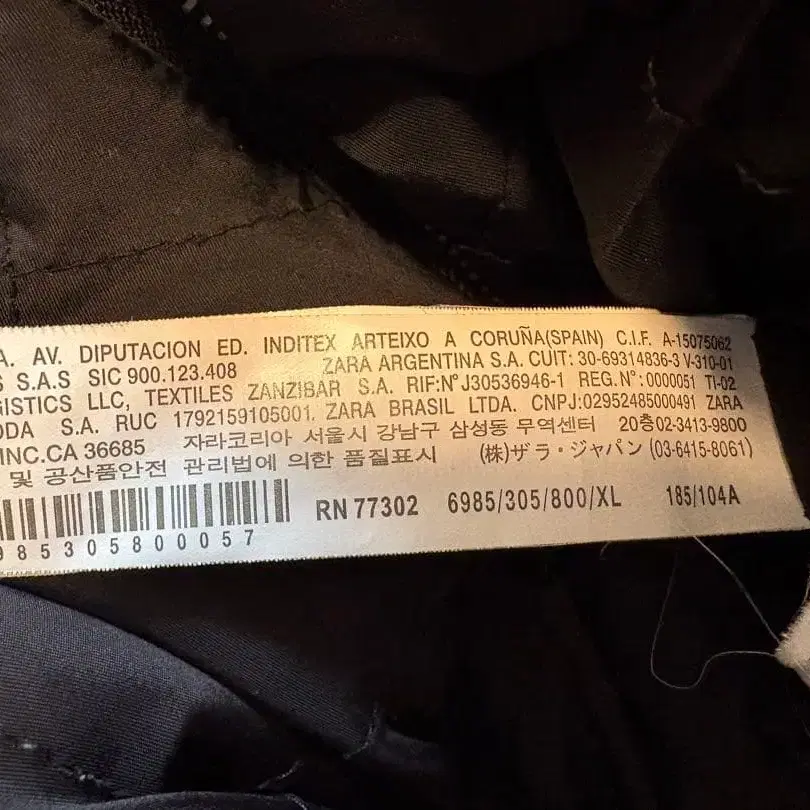 A. AV. DIPUTACION ED. INDITEX ARTEIXO A CORUÑA(SPAIN) C.I.F. A-15075062
S S.A.S SIC 900.123.408 ZARA ARGENTINA S.A. CUIT: 30-69314836-3 V-310-01
GISTICS LLC, TEXTILES ZANZIBAR S.A. RIF:N°J30536946-1 REG.N°:0000051 TI-02
ODA S.A. RUC 1792159105001. ZARA BRASIL LTDA. CNPJ:02952485000491 ZARA
INC.CA 36685 자라코리아 서울시 강남구 삼성동 무역센터 20층02-3413-9800
및 공산품안전 관리법에 의한 품질표시 (株)ザラ・ジャパン (03-6415-8061)
RN 77302 6985/305/800/XL 185/104A
985305800057